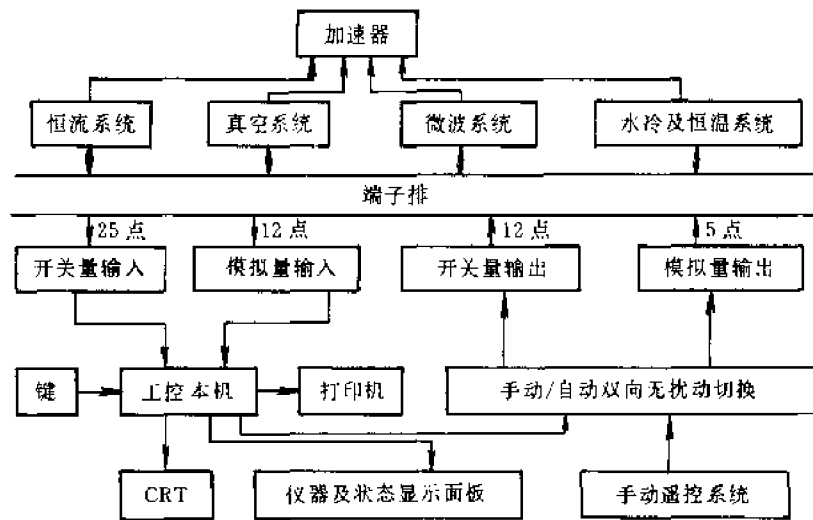 加速器
恒流系统
真空系统
微波系统
水冷及恒温系统
端子排
25点
12点
12点
5点
开关量输入
模拟量输入
开关量输出
模拟量输出
键
工控本机
打印机
手动/自动双向无扰动切换
CRT
仪器及状态显示面板
手动遥控系统